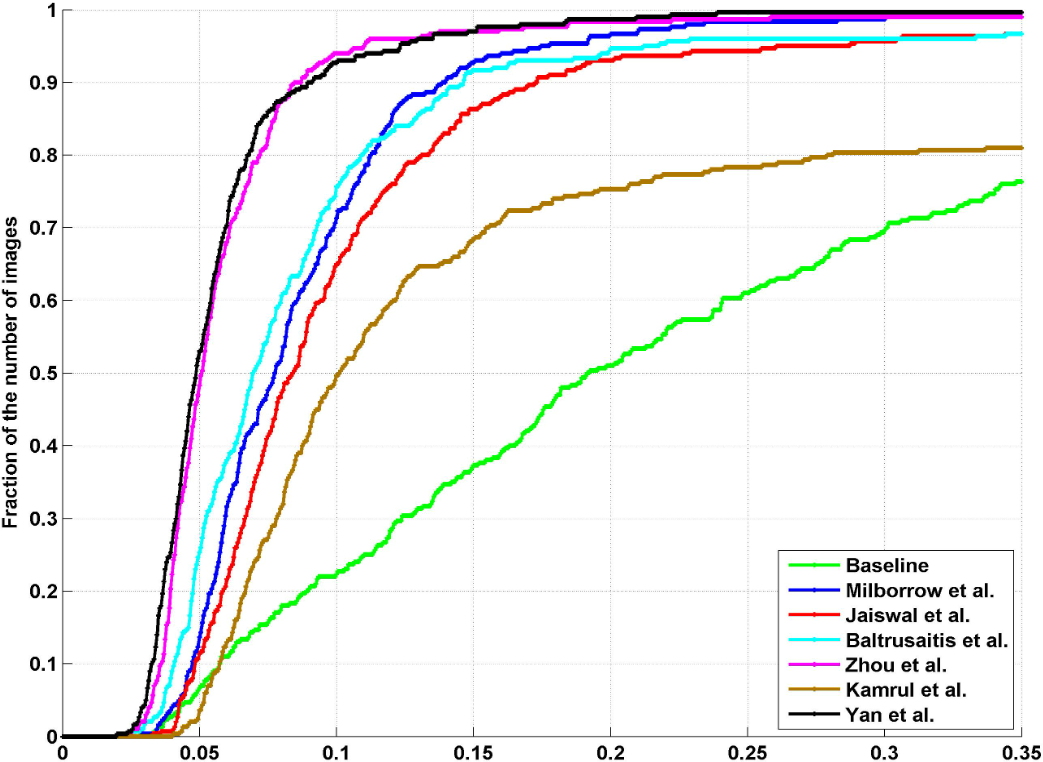 1
0.9
0.8
0.7
0.6
0.5
0.4
0.3
0.2
0.1
0
Fraction of the number of images
Baseline
Milborrow et al.
Jaiswal et al.
Baltrusaitis et al.
Zhou et al.
Kamrul et al.
Yan et al.
0 0.05 0.1 0.15 0.2 0.25 0.3 0.35